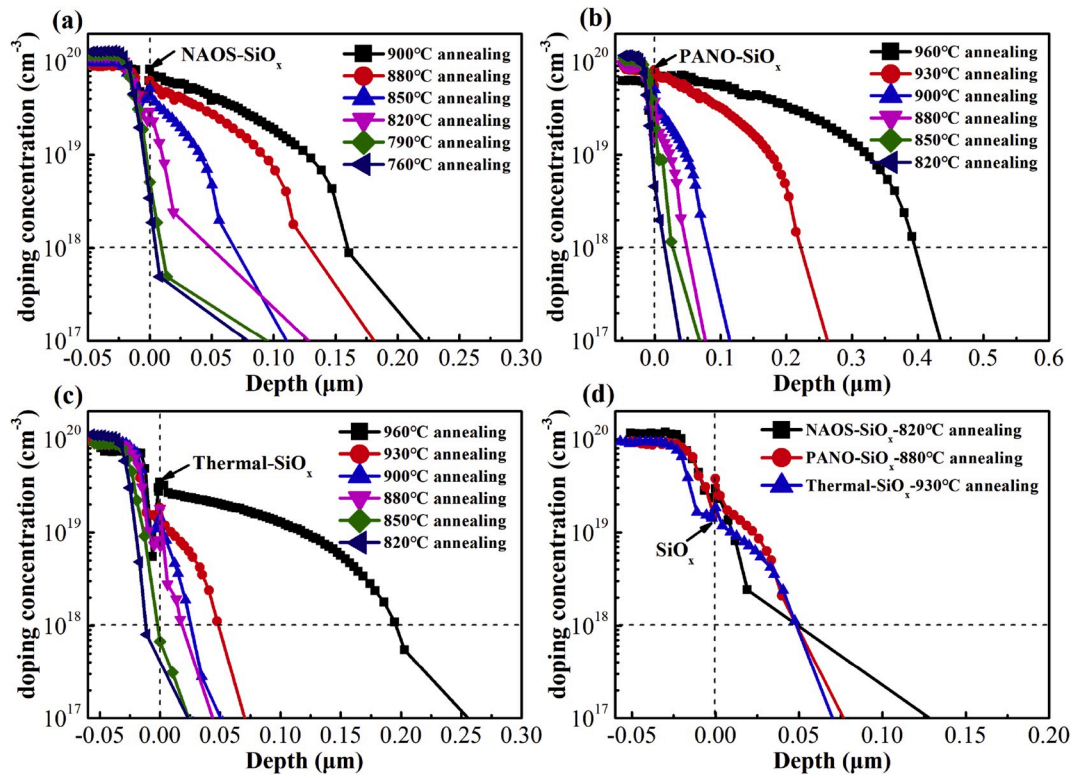 (a)
NAOS-SiOx
900℃ annealing
880℃ annealing
850℃ annealing
820℃ annealing
790℃ annealing
760℃ annealing
10^20
10^19
10^18
10^17
doping concentration (cm^-3)
-0.05 0.00 0.05 0.10 0.15 0.20 0.25 0.30
Depth (μm)
(b)
PANO-SiOx
960℃ annealing
930℃ annealing
900℃ annealing
880℃ annealing
850℃ annealing
820℃ annealing
10^20
10^19
10^18
10^17
doping concentration (cm^-3)
0.0 0.1 0.2 0.3 0.4 0.5 0.6
Depth (μm)
(c)
Thermal-SiOx
960℃ annealing
930℃ annealing
900℃ annealing
880℃ annealing
850℃ annealing
820℃ annealing
10^20
10^19
10^18
10^17
doping concentration (cm^-3)
-0.05 0.00 0.05 0.10 0.15 0.20 0.25 0.30
Depth (μm)
(d)
NAOS-SiOx-820℃ annealing
PANO-SiOx-880℃ annealing
Thermal-SiOx-930℃ annealing
SiOx
10^20
10^19
10^18
10^17
doping concentration (cm^-3)
-0.05 0.00 0.05 0.10 0.15 0.20
Depth (μm)